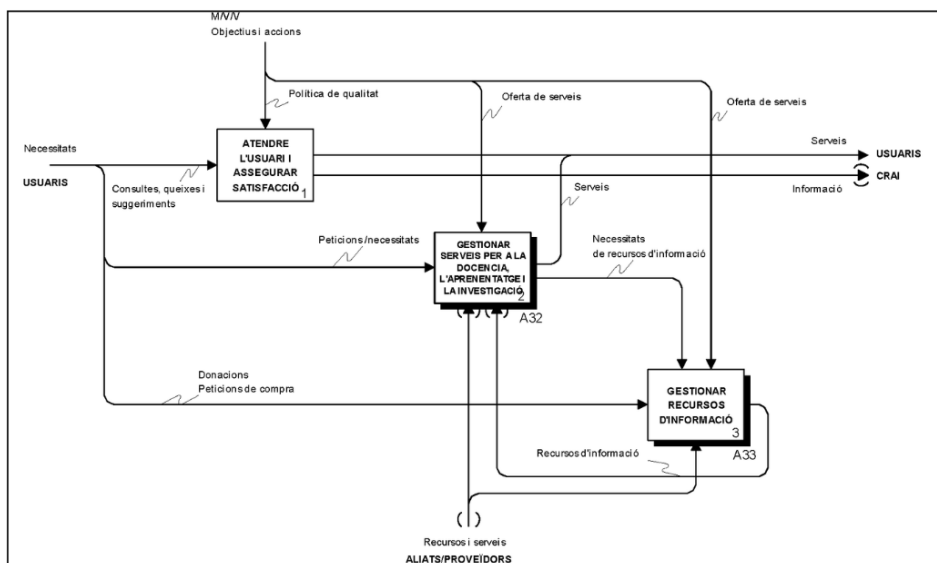 M/V/V
Objectius i accions
Política de qualitat
Oferta de serveis
Oferta de serveis
Necessitats
USUARIS
Consultes, queixes i
suggeriments
ATENDRE
L'USUARI I
ASSEGURAR
SATISFACCIÓ
1
Serveis
USUARIS
CRAI
Informació
Serveis
Peticions/necessitats
GESTIONAR
SERVEIS PER A LA
DOCENCIA,
L'APRENENTATGE I
LA INVESTIGACIÓ
2
A32
Necessitats
de recursos d'informació
Donacions
Peticions de compra
GESTIONAR
RECURSOS
D'INFORMACIÓ
3
A33
Recursos d'informació
Recursos i serveis
ALIATS/PROVEÏDORS